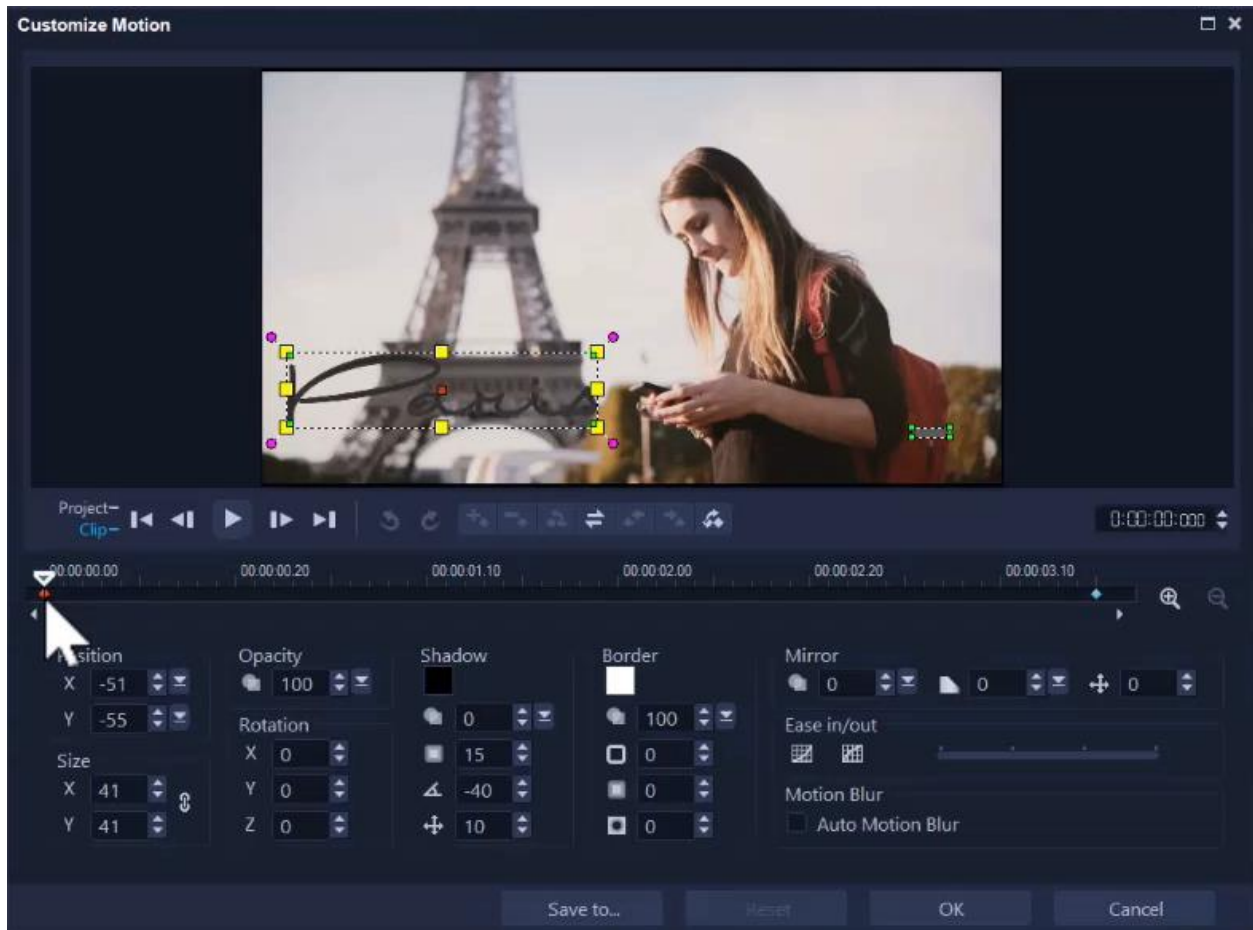 Customize Motion
Paris
Project
Clip
0:00:00:000
00:00:00.00 00:00:00.20 00:00:01.10 00:00:02.00 00:00:02.20 00:00:03.10
Position
X -51
Y -55
Size
X 41
Y 41
Opacity
100
Rotation
X 0
Y 0
Z 0
Shadow
0
15
-40
10
Border
100
0
0
0
Mirror
0 0 0
Ease in/out
Motion Blur
Auto Motion Blur
Save to... Reset OK Cancel